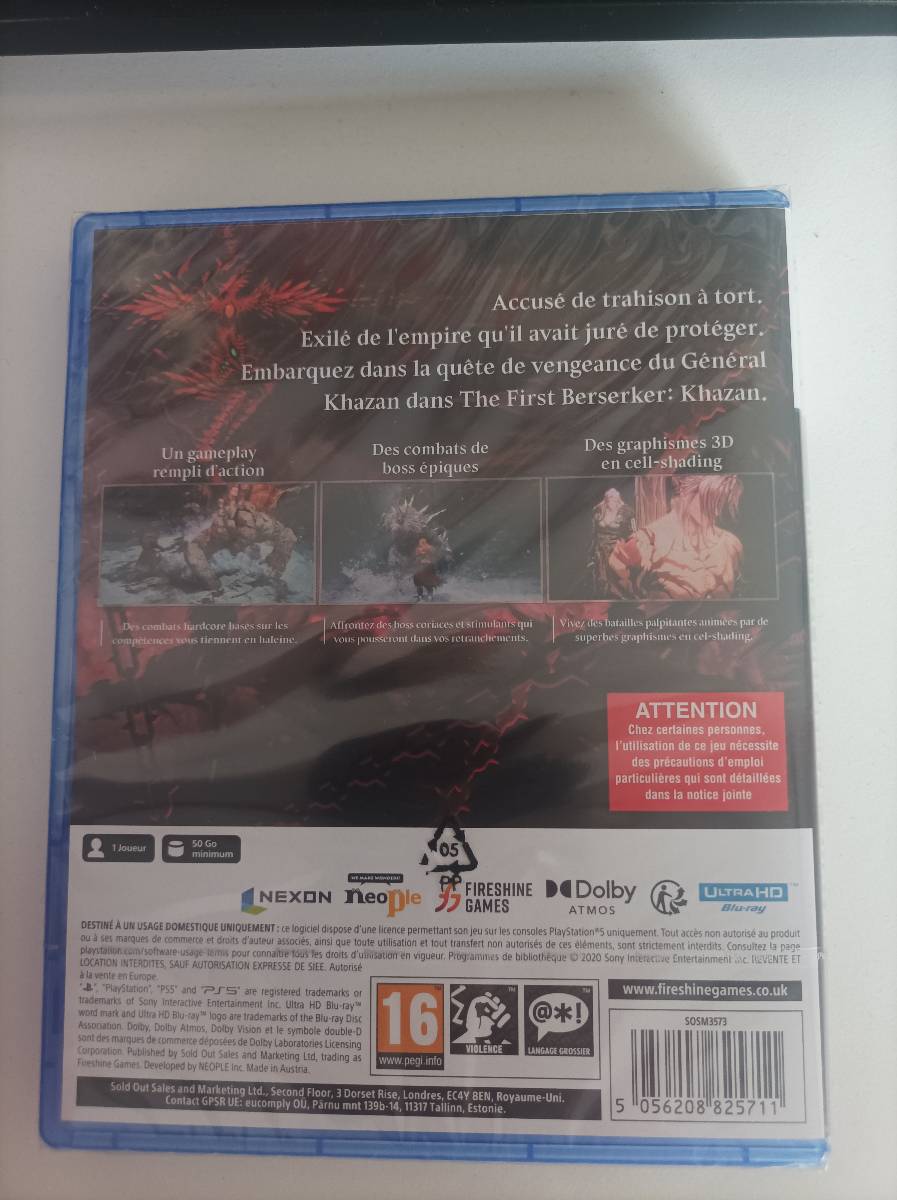 Accusé de trahison à tort.
Exilé de l'empire qu'il avait juré de protéger.
Embarquez dans la quête de vengeance du Général
Khazan dans The First Berserker: Khazan.
Un gameplay
rempli d'action
Des combats de
boss épiques
Des graphismes 3D
en cell-shading
Des combats hardcore basés sur les
compétences vous tiennent en haleine.
Affrontez des boss coriaces et stimulants qui
vous pousseront dans vos retranchements.
Vivez des batailles palpitantes animées par de
superbes graphismes en cel-shading.
ATTENTION
Chez certaines personnes,
l'utilisation de ce jeu nécessite
des précautions d'emploi
particulières qui sont détaillées
dans la notice jointe
1 Joueur
50 Go
minimum
05
PP
NEXON
WE MAKE WONDERS!
neople
FIRESHINE
GAMES
Dolby
ATMOS
ULTRA HD
Blu-ray™
DESTINÉ À UN USAGE DOMESTIQUE UNIQUEMENT : ce logiciel dispose d'une licence permettant son jeu sur les consoles PlayStation®5 uniquement. Tout accès non autorisé au produit
ou à ses marques de commerce et droits d'auteur associés, ainsi que toute utilisation et tout transfert non autorisés de ces éléments, sont strictement interdits. Consultez la page
playstation.com/software-usage-terms pour connaître tous les droits d'utilisation en vigueur. Programmes de bibliothèque © 2020 Sony Interactive Entertainment Inc. REVENTE ET
LOCATION INTERDITES, SAUF AUTORISATION EXPRESSE DE SIEE. Autorisé
à la vente en Europe.
" ", "PlayStation", "PS5" and "PS5" are registered trademarks or
trademarks of Sony Interactive Entertainment Inc. Ultra HD Blu-ray™
word mark and Ultra HD Blu-ray™ logo are trademarks of the Blu-ray Disc
Association. Dolby, Dolby Atmos, Dolby Vision et le symbole double-D
sont des marques de commerce déposées de Dolby Laboratories Licensing
Corporation. Published by Sold Out Sales and Marketing Ltd, trading as
Fireshine Games. Developed by NEOPLE Inc. Made in Austria.
16
www.pegi.info
™
VIOLENCE
@*!
™
LANGAGE GROSSIER
www.fireshinegames.co.uk
SOSM3573
5 056208 825711
Sold Out Sales and Marketing Ltd., Second Floor, 3 Dorset Rise, Londres, EC4Y 8EN, Royaume-Uni.
Contact GPSR UE: eucomply OÜ, Pärnu mnt 139b-14, 11317 Tallinn, Estonie.